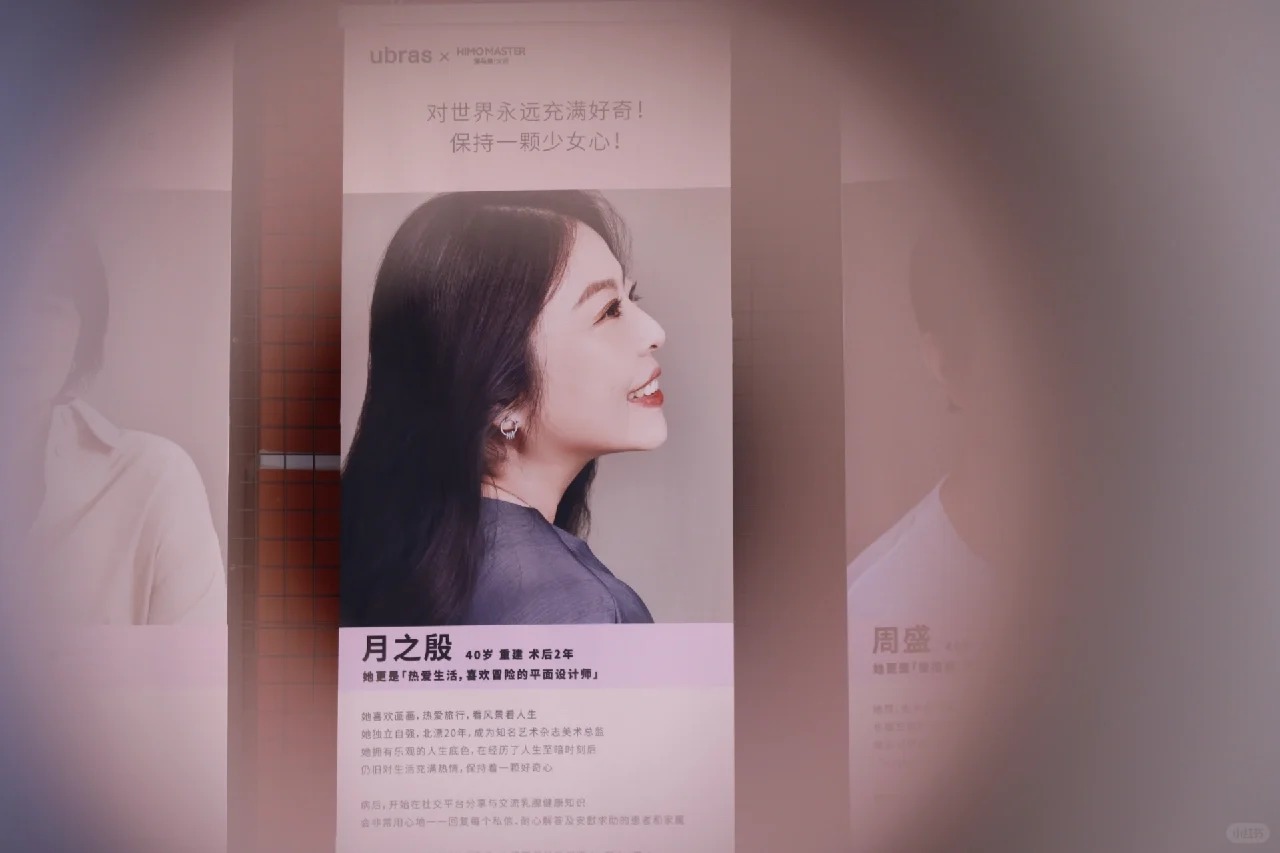 ubras × HIMO MASTER
对世界永远充满好奇！
保持一颗少女心！
月之殷 40岁 重建 术后2年
她更是「热爱生活，喜欢冒险的平面设计师」
她喜欢画画，热爱旅行，看风景看人生
她独立自强，北漂20年，成为知名艺术杂志美术总监
她拥有乐观的人生底色，在经历了人生至暗时刻后
仍旧对生活充满热情，保持着一颗好奇心
病后，开始在社交平台分享与交流乳腺健康知识
会非常用心地一一回复每个私信，耐心解答及安慰求助的患者和家属
周盛
她更是「
小红书